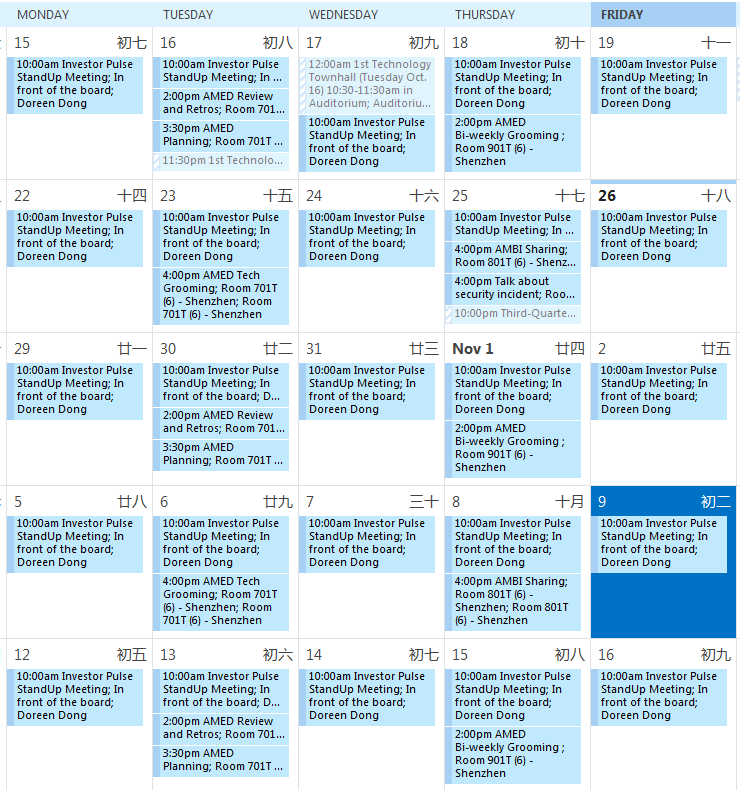 MONDAY TUESDAY WEDNESDAY THURSDAY FRIDAY
15 初七
10:00am Investor Pulse
StandUp Meeting; In
front of the board;
Doreen Dong
16 初八
10:00am Investor Pulse
StandUp Meeting; In ...
2:00pm AMED Review
and Retros; Room 701...
3:30pm AMED
Planning; Room 701T ...
11:30pm 1st Technolo...
17 初九
12:00am 1st Technology
Townhall (Tuesday Oct.
16) 10:30-11:30am in
Auditorium; Auditoriu...
10:00am Investor Pulse
StandUp Meeting; In
front of the board;
Doreen Dong
18 初十
10:00am Investor Pulse
StandUp Meeting; In
front of the board;
Doreen Dong
2:00pm AMED
Bi-weekly Grooming ;
Room 901T (6) -
Shenzhen
19 十一
10:00am Investor Pulse
StandUp Meeting; In
front of the board;
Doreen Dong
22 十四
10:00am Investor Pulse
StandUp Meeting; In
front of the board;
Doreen Dong
23 十五
10:00am Investor Pulse
StandUp Meeting; In
front of the board;
Doreen Dong
4:00pm AMED Tech
Grooming; Room 701T
(6) - Shenzhen; Room
701T (6) - Shenzhen
24 十六
10:00am Investor Pulse
StandUp Meeting; In
front of the board;
Doreen Dong
25 十七
10:00am Investor Pulse
StandUp Meeting; In ...
4:00pm AMBI Sharing;
Room 801T (6) - Shenz...
4:00pm Talk about
security incident; Roo...
10:00pm Third-Quarte...
26 十八
10:00am Investor Pulse
StandUp Meeting; In
front of the board;
Doreen Dong
29 廿一
10:00am Investor Pulse
StandUp Meeting; In
front of the board;
Doreen Dong
30 廿二
10:00am Investor Pulse
StandUp Meeting; In
front of the board; D...
2:00pm AMED Review
and Retros; Room 701...
3:30pm AMED
Planning; Room 701T ...
31 廿三
10:00am Investor Pulse
StandUp Meeting; In
front of the board;
Doreen Dong
Nov 1 廿四
10:00am Investor Pulse
StandUp Meeting; In
front of the board;
Doreen Dong
2:00pm AMED
Bi-weekly Grooming ;
Room 901T (6) -
Shenzhen
2 廿五
10:00am Investor Pulse
StandUp Meeting; In
front of the board;
Doreen Dong
5 廿八
10:00am Investor Pulse
StandUp Meeting; In
front of the board;
Doreen Dong
6 廿九
10:00am Investor Pulse
StandUp Meeting; In
front of the board;
Doreen Dong
4:00pm AMED Tech
Grooming; Room 701T
(6) - Shenzhen; Room
701T (6) - Shenzhen
7 三十
10:00am Investor Pulse
StandUp Meeting; In
front of the board;
Doreen Dong
8 十月
10:00am Investor Pulse
StandUp Meeting; In
front of the board;
Doreen Dong
4:00pm AMBI Sharing;
Room 801T (6) -
Shenzhen; Room 801T
(6) - Shenzhen
9 初二
10:00am Investor Pulse
StandUp Meeting; In
front of the board;
Doreen Dong
12 初五
10:00am Investor Pulse
StandUp Meeting; In
front of the board;
Doreen Dong
13 初六
10:00am Investor Pulse
StandUp Meeting; In
front of the board; D...
2:00pm AMED Review
and Retros; Room 701...
3:30pm AMED
Planning; Room 701T ...
14 初七
10:00am Investor Pulse
StandUp Meeting; In
front of the board;
Doreen Dong
15 初八
10:00am Investor Pulse
StandUp Meeting; In
front of the board;
Doreen Dong
2:00pm AMED
Bi-weekly Grooming ;
Room 901T (6) -
Shenzhen
16 初九
10:00am Investor Pulse
StandUp Meeting; In
front of the board;
Doreen Dong